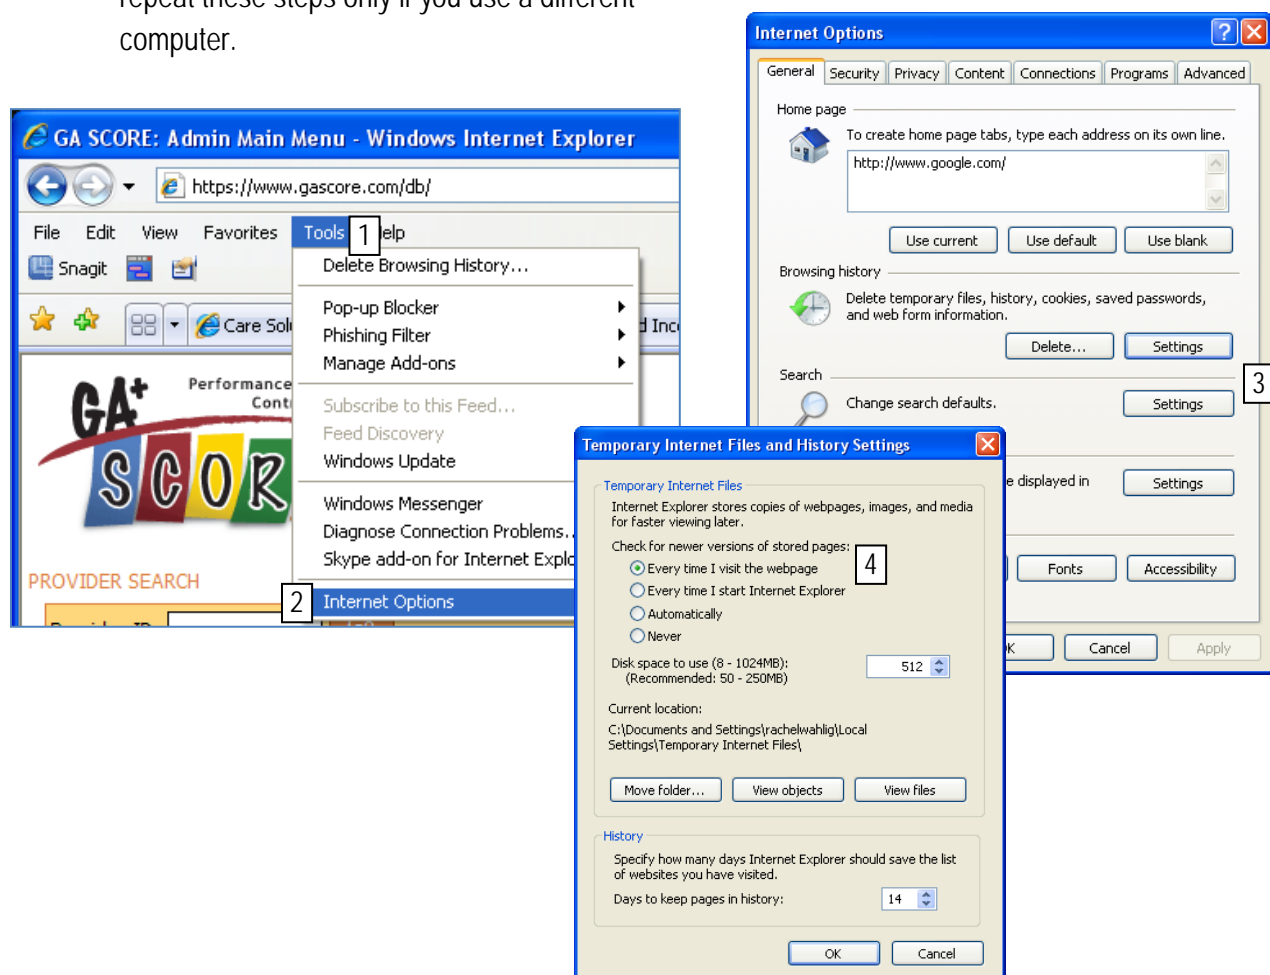 repeat these steps only if you use a different
computer.
GA SCORE: Admin Main Menu - Windows Internet Explorer
https://www.gascore.com/db/
File Edit View Favorites Tools 1 elp
Snagit
Delete Browsing History...
Pop-up Blocker
Phishing Filter
Manage Add-ons
Subscribe to this Feed...
Feed Discovery
Windows Update
Windows Messenger
Diagnose Connection Problems..
Skype add-on for Internet Explo
2 Internet Options
Care Sol
d Inc
Performance
Cont
GA+
SCOR
PROVIDER SEARCH
Internet Options
General Security Privacy Content Connections Programs Advanced
Home page
To create home page tabs, type each address on its own line.
http://www.google.com/
Use current Use default Use blank
Browsing history
Delete temporary files, history, cookies, saved passwords,
and web form information.
Delete... Settings
3
Search
Change search defaults.
Settings
e displayed in
Settings
Fonts Accessibility
K Cancel Apply
Temporary Internet Files and History Settings
Temporary Internet Files
Internet Explorer stores copies of webpages, images, and media
for faster viewing later.
Check for newer versions of stored pages:
4
Every time I visit the webpage
Every time I start Internet Explorer
Automatically
Never
Disk space to use (8 - 1024MB): 512
(Recommended: 50 - 250MB)
Current location:
C:\Documents and Settings\rachelwahlig\Local
Settings\Temporary Internet Files\
Move folder... View objects View files
History
Specify how many days Internet Explorer should save the list
of websites you have visited.
Days to keep pages in history: 14
OK Cancel